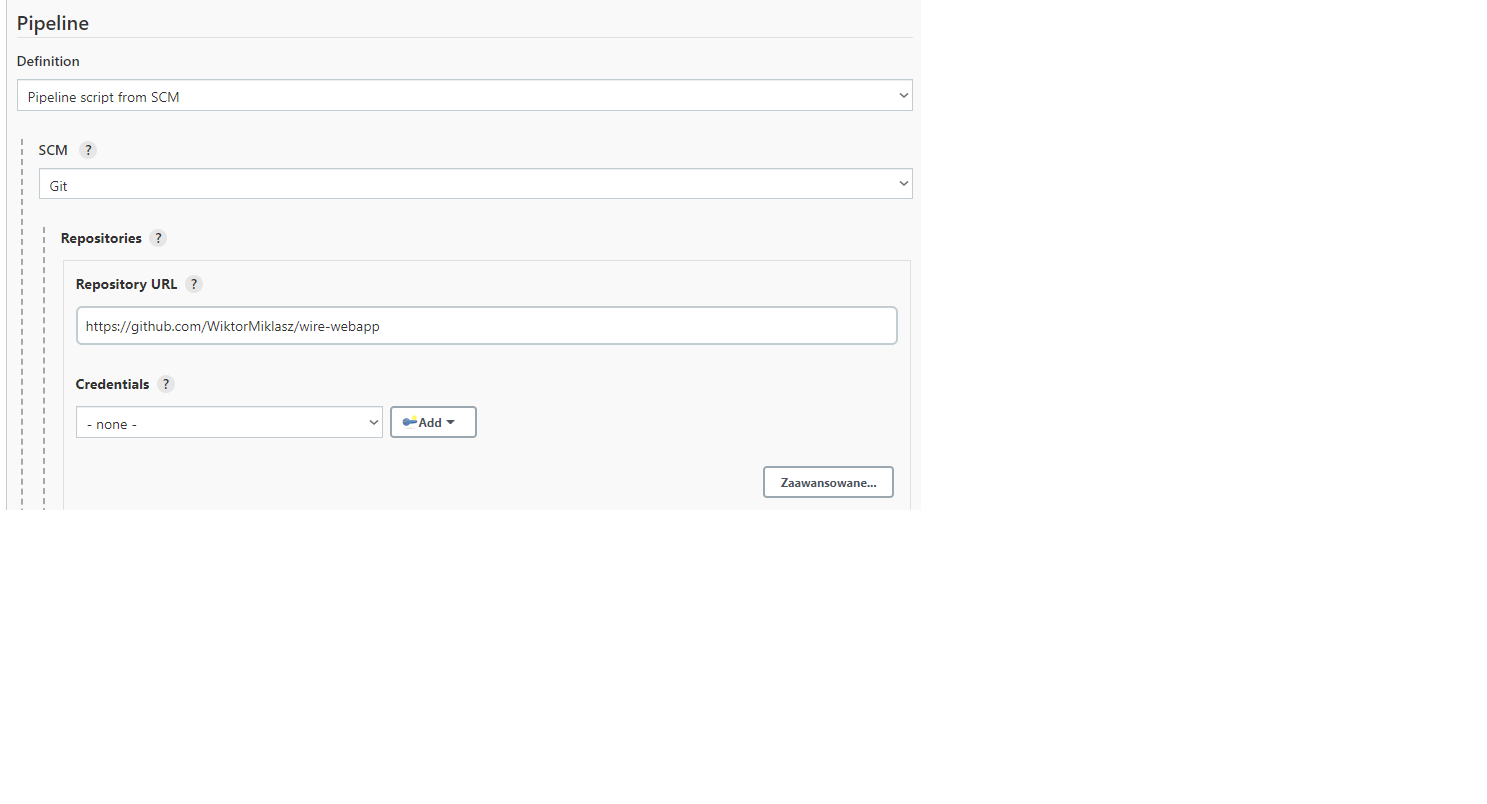 Pipeline
Definition
Pipeline script from SCM
SCM ?
Git
Repositories ?
Repository URL ?
https://github.com/WiktorMiklasz/wire-webapp
Credentials ?
- none -
Add
Zaawansowane...